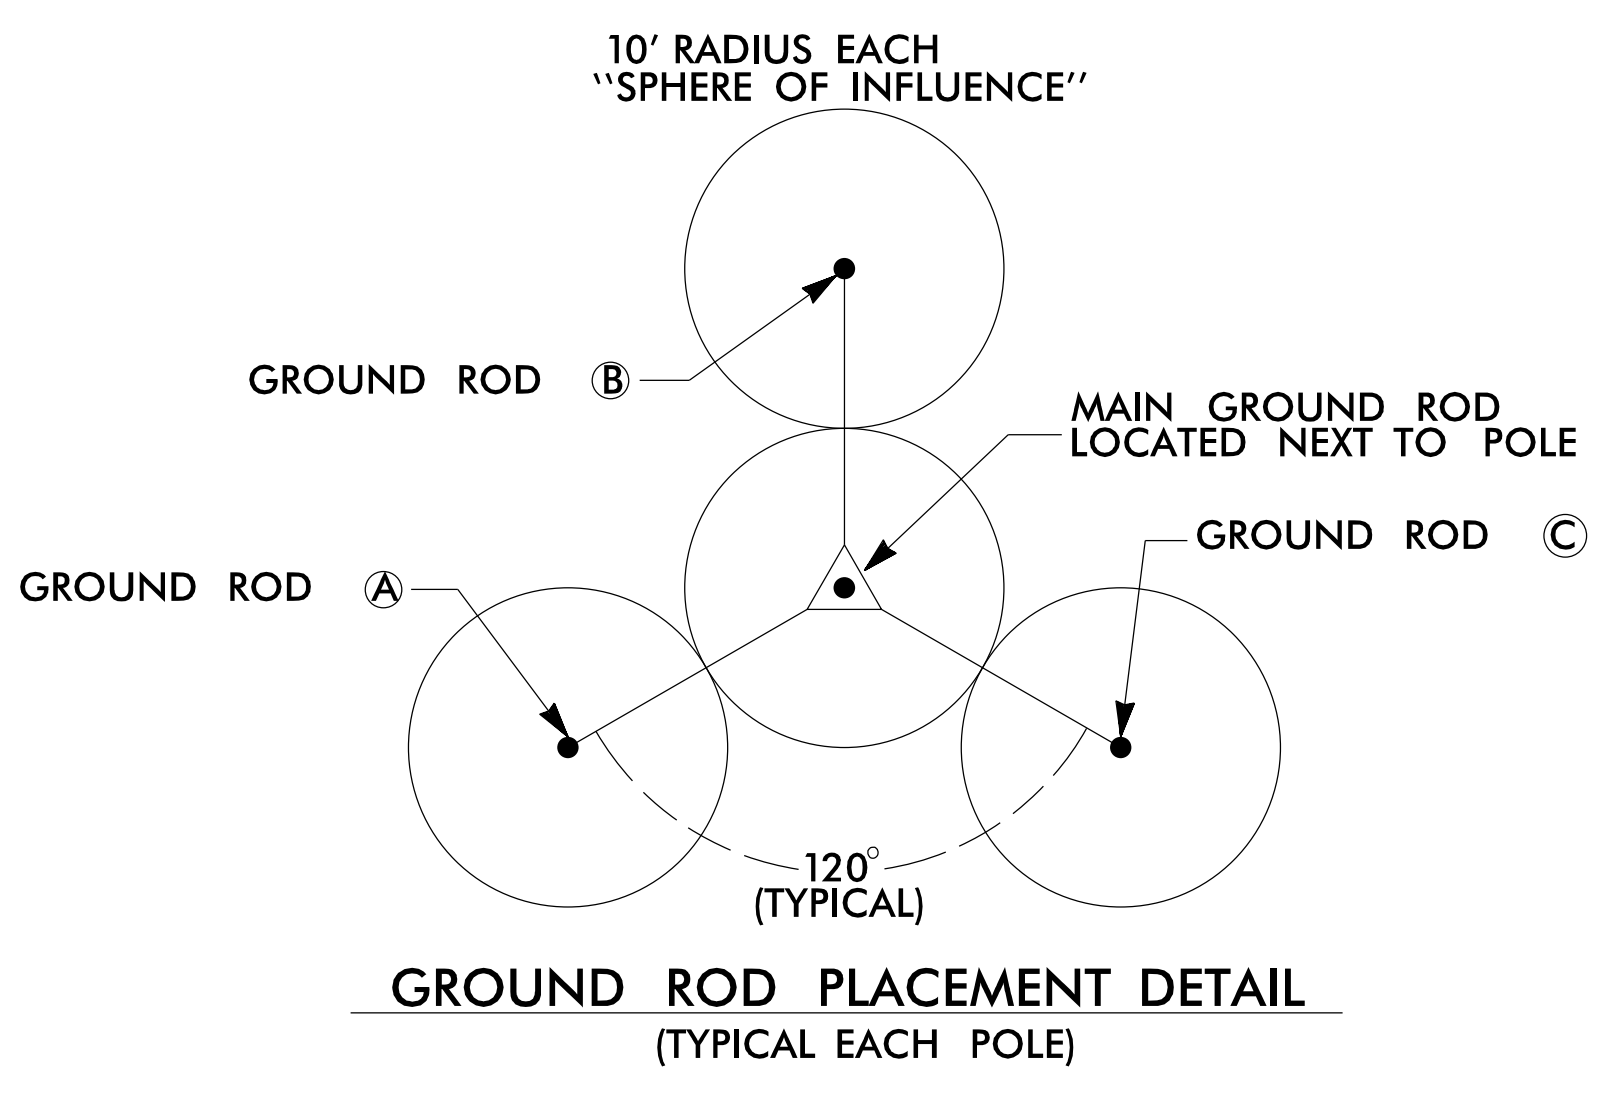 10' RADIUS EACH
"SPHERE OF INFLUENCE"
GROUND ROD B
MAIN GROUND ROD
LOCATED NEXT TO POLE
GROUND ROD C
GROUND ROD A
120°
(TYPICAL)
GROUND ROD PLACEMENT DETAIL
(TYPICAL EACH POLE)